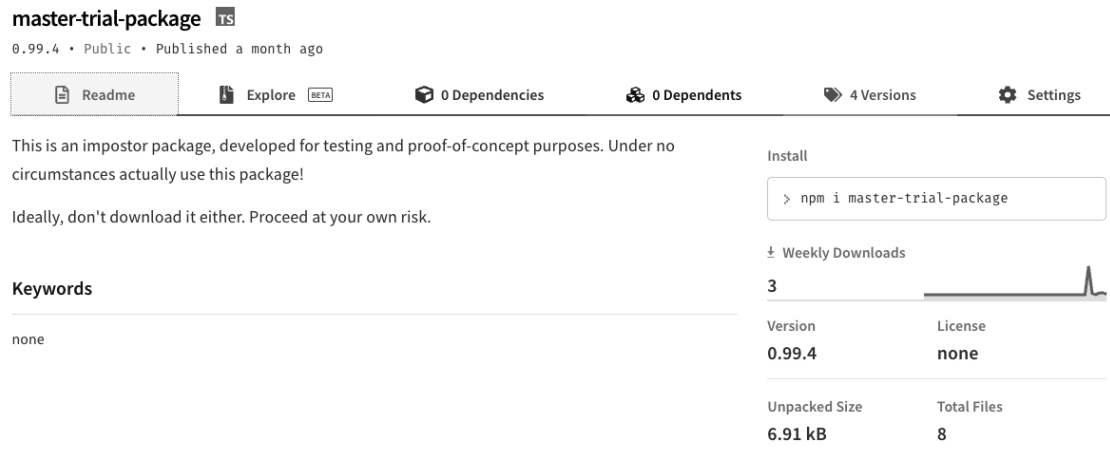 master-trial-package TS
0.99.4 • Public • Published a month ago
Readme
Explore BETA
0 Dependencies
0 Dependents
4 Versions
Settings
This is an impostor package, developed for testing and proof-of-concept purposes. Under no
circumstances actually use this package!
Ideally, don't download it either. Proceed at your own risk.
Keywords
none
Install
> npm i master-trial-package
Weekly Downloads
3
Version
License
0.99.4
none
Unpacked Size
Total Files
6.91 kB
8